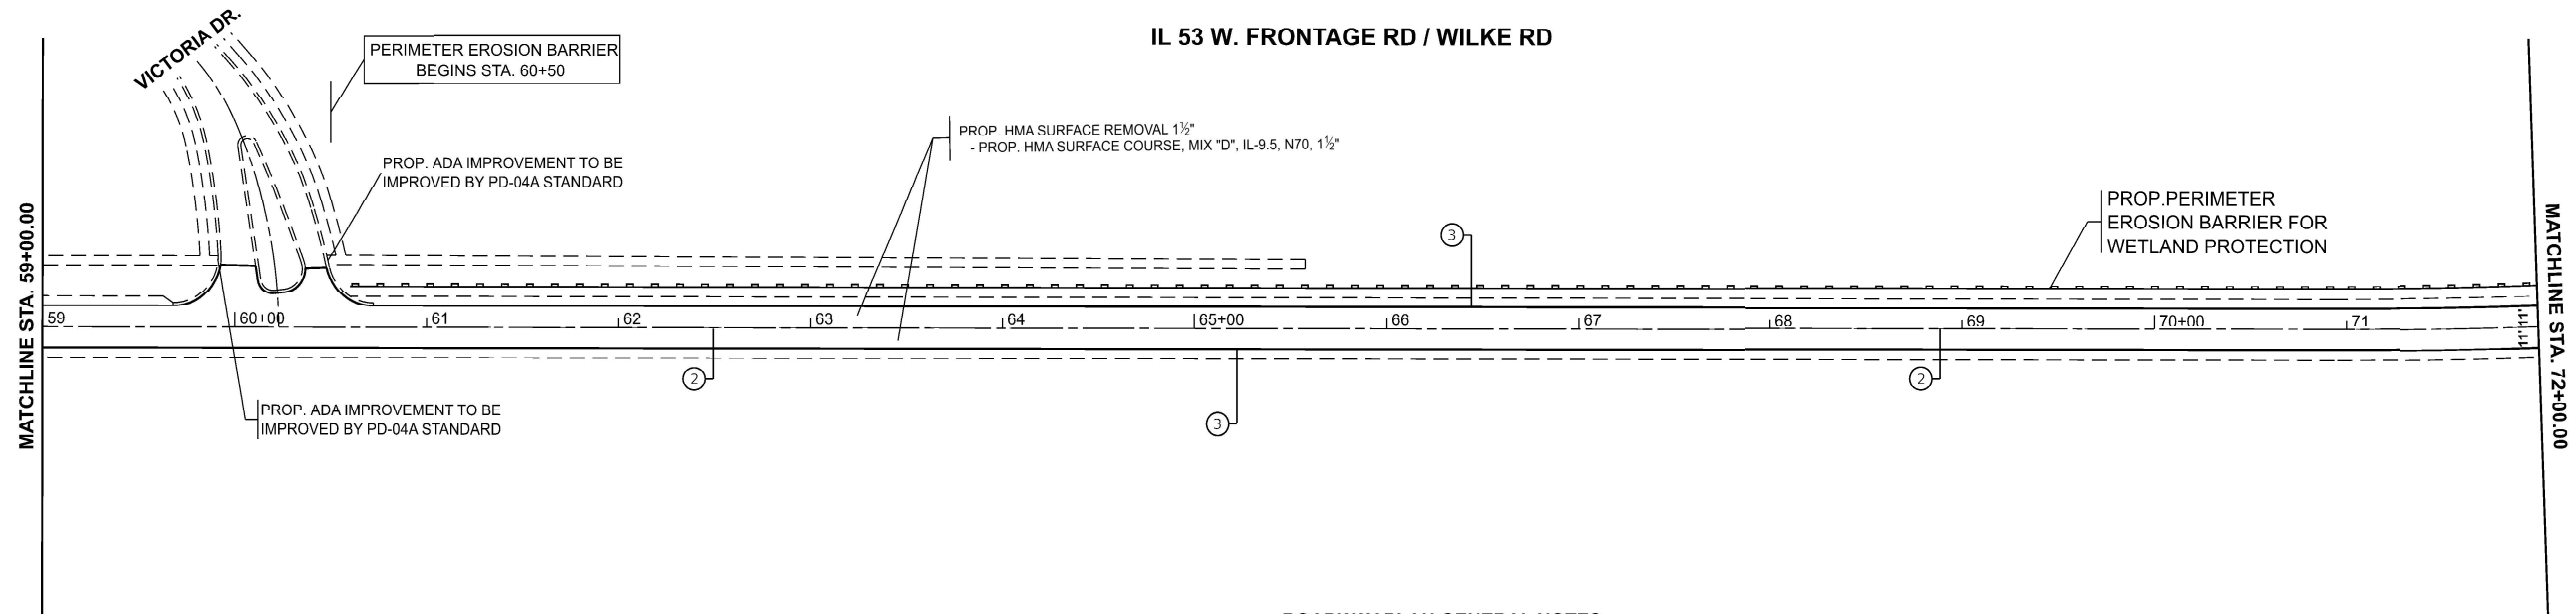 IL 53 W. FRONTAGE RD / WILKE RD
VICTORIA DR.
PERIMETER EROSION BARRIER
BEGINS STA. 60+50
PROP. HMA SURFACE REMOVAL 1½"
- PROP. HMA SURFACE COURSE, MIX "D", IL-9.5, N70, 1½"
PROP. ADA IMPROVEMENT TO BE
IMPROVED BY PD-04A STANDARD
PROP.PERIMETER
EROSION BARRIER FOR
WETLAND PROTECTION
MATCHLINE STA. 59+00.00
MATCHLINE STA. 72+00.00
3
59 60+00 61 62 63 64 65+00 66 67 68 69 70+00 71
2
2
3
PROP. ADA IMPROVEMENT TO BE
IMPROVED BY PD-04A STANDARD